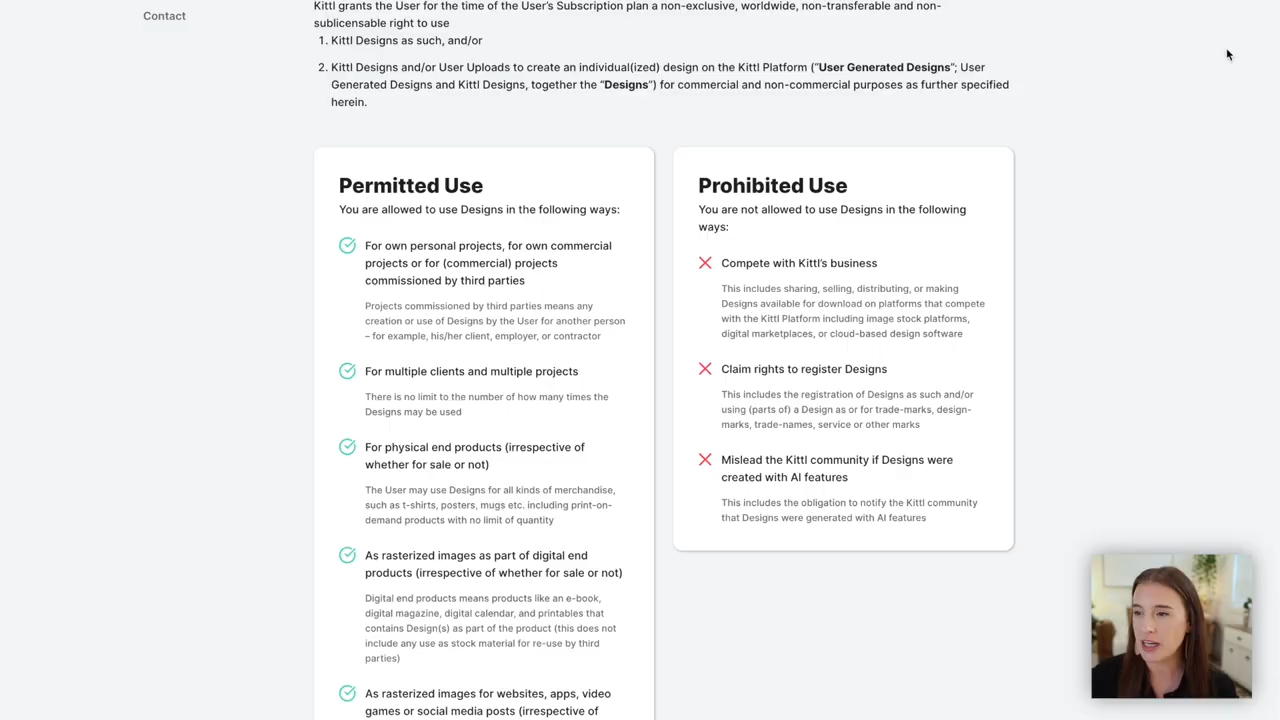 Contact
Kittl grants the User for the time of the User's Subscription plan a non-exclusive, worldwide, non-transferable and non-
sublicensable right to use
1. Kittl Designs as such, and/or
2. Kittl Designs and/or User Uploads to create an individual(ized) design on the Kittl Platform ("User Generated Designs"; User
Generated Designs and Kittl Designs, together the "Designs") for commercial and non-commercial purposes as further specified
herein.
Permitted Use
You are allowed to use Designs in the following ways:
For own personal projects, for own commercial
projects or for (commercial) projects
commissioned by third parties
Projects commissioned by third parties means any
creation or use of Designs by the User for another person
– for example, his/her client, employer, or contractor
For multiple clients and multiple projects
There is no limit to the number of how many times the
Designs may be used
For physical end products (irrespective of
whether for sale or not)
The User may use Designs for all kinds of merchandise,
such as t-shirts, posters, mugs etc. including print-on-
demand products with no limit of quantity
As rasterized images as part of digital end
products (irrespective of whether for sale or not)
Digital end products means products like an e-book,
digital magazine, digital calendar, and printables that
contains Design(s) as part of the product (this does not
include any use as stock material for re-use by third
parties)
As rasterized images for websites, apps, video
games or social media posts (irrespective of
Prohibited Use
You are not allowed to use Designs in the following
ways:
Compete with Kittl's business
This includes sharing, selling, distributing, or making
Designs available for download on platforms that compete
with the Kittl Platform including image stock platforms,
digital marketplaces, or cloud-based design software
Claim rights to register Designs
This includes the registration of Designs as such and/or
using (parts of) a Design as or for trade-marks, design-
marks, trade-names, service or other marks
Mislead the Kittl community if Designs were
created with AI features
This includes the obligation to notify the Kittl community
that Designs were generated with AI features